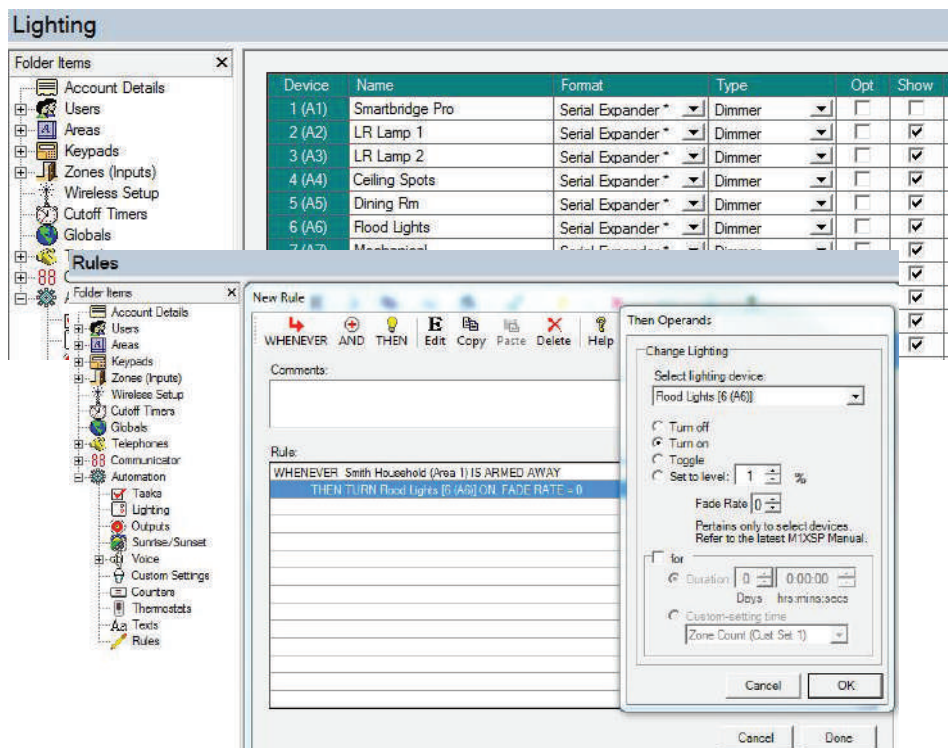 Lighting
Folder Items
Account Details
Users
Areas
Keypads
Zones (Inputs)
Wireless Setup
Cutoff Timers
Globals
88
Device Name Format Type Opt Show
1 (A1) Smartbridge Pro Serial Expander * Dimmer
2 (A2) LR Lamp 1 Serial Expander * Dimmer
3 (A3) LR Lamp 2 Serial Expander * Dimmer
4 (A4) Ceiling Spots Serial Expander * Dimmer
5 (A5) Dining Rm Serial Expander * Dimmer
6 (A6) Flood Lights Serial Expander * Dimmer
7 (A7) Mechanical Serial Expander * Dimmer
Rules
Folder Items
Account Details
Users
Areas
Keypads
Zones (Inputs)
Wireless Setup
Cutoff Timers
Globals
Telephones
88 Communicator
Automation
Tasks
Lighting
Outputs
Sunrise/Sunset
Voice
Custom Settings
Counters
Thermostats
Aa Texts
Rules
New Rule
WHENEVER AND THEN Edit Copy Paste Delete Help
Comments:
Rule:
WHENEVER Smith Household (Area 1) IS ARMED AWAY
THEN TURN Flood Lights [6 (A6)] ON, FADE RATE = 0
Cancel Done
Then Operands
Change Lighting
Select lighting device:
Flood Lights [6 (A6)]
Turn off
Turn on
Toggle
Set to level: 1 %
Fade Rate 0
Pertains only to select devices.
Refer to the latest M1XSP Manual.
for
Duration 0 0:00:00
Days hrs:mins:secs
Custom-setting time
Zone Count (Cust Set 1)
Cancel OK